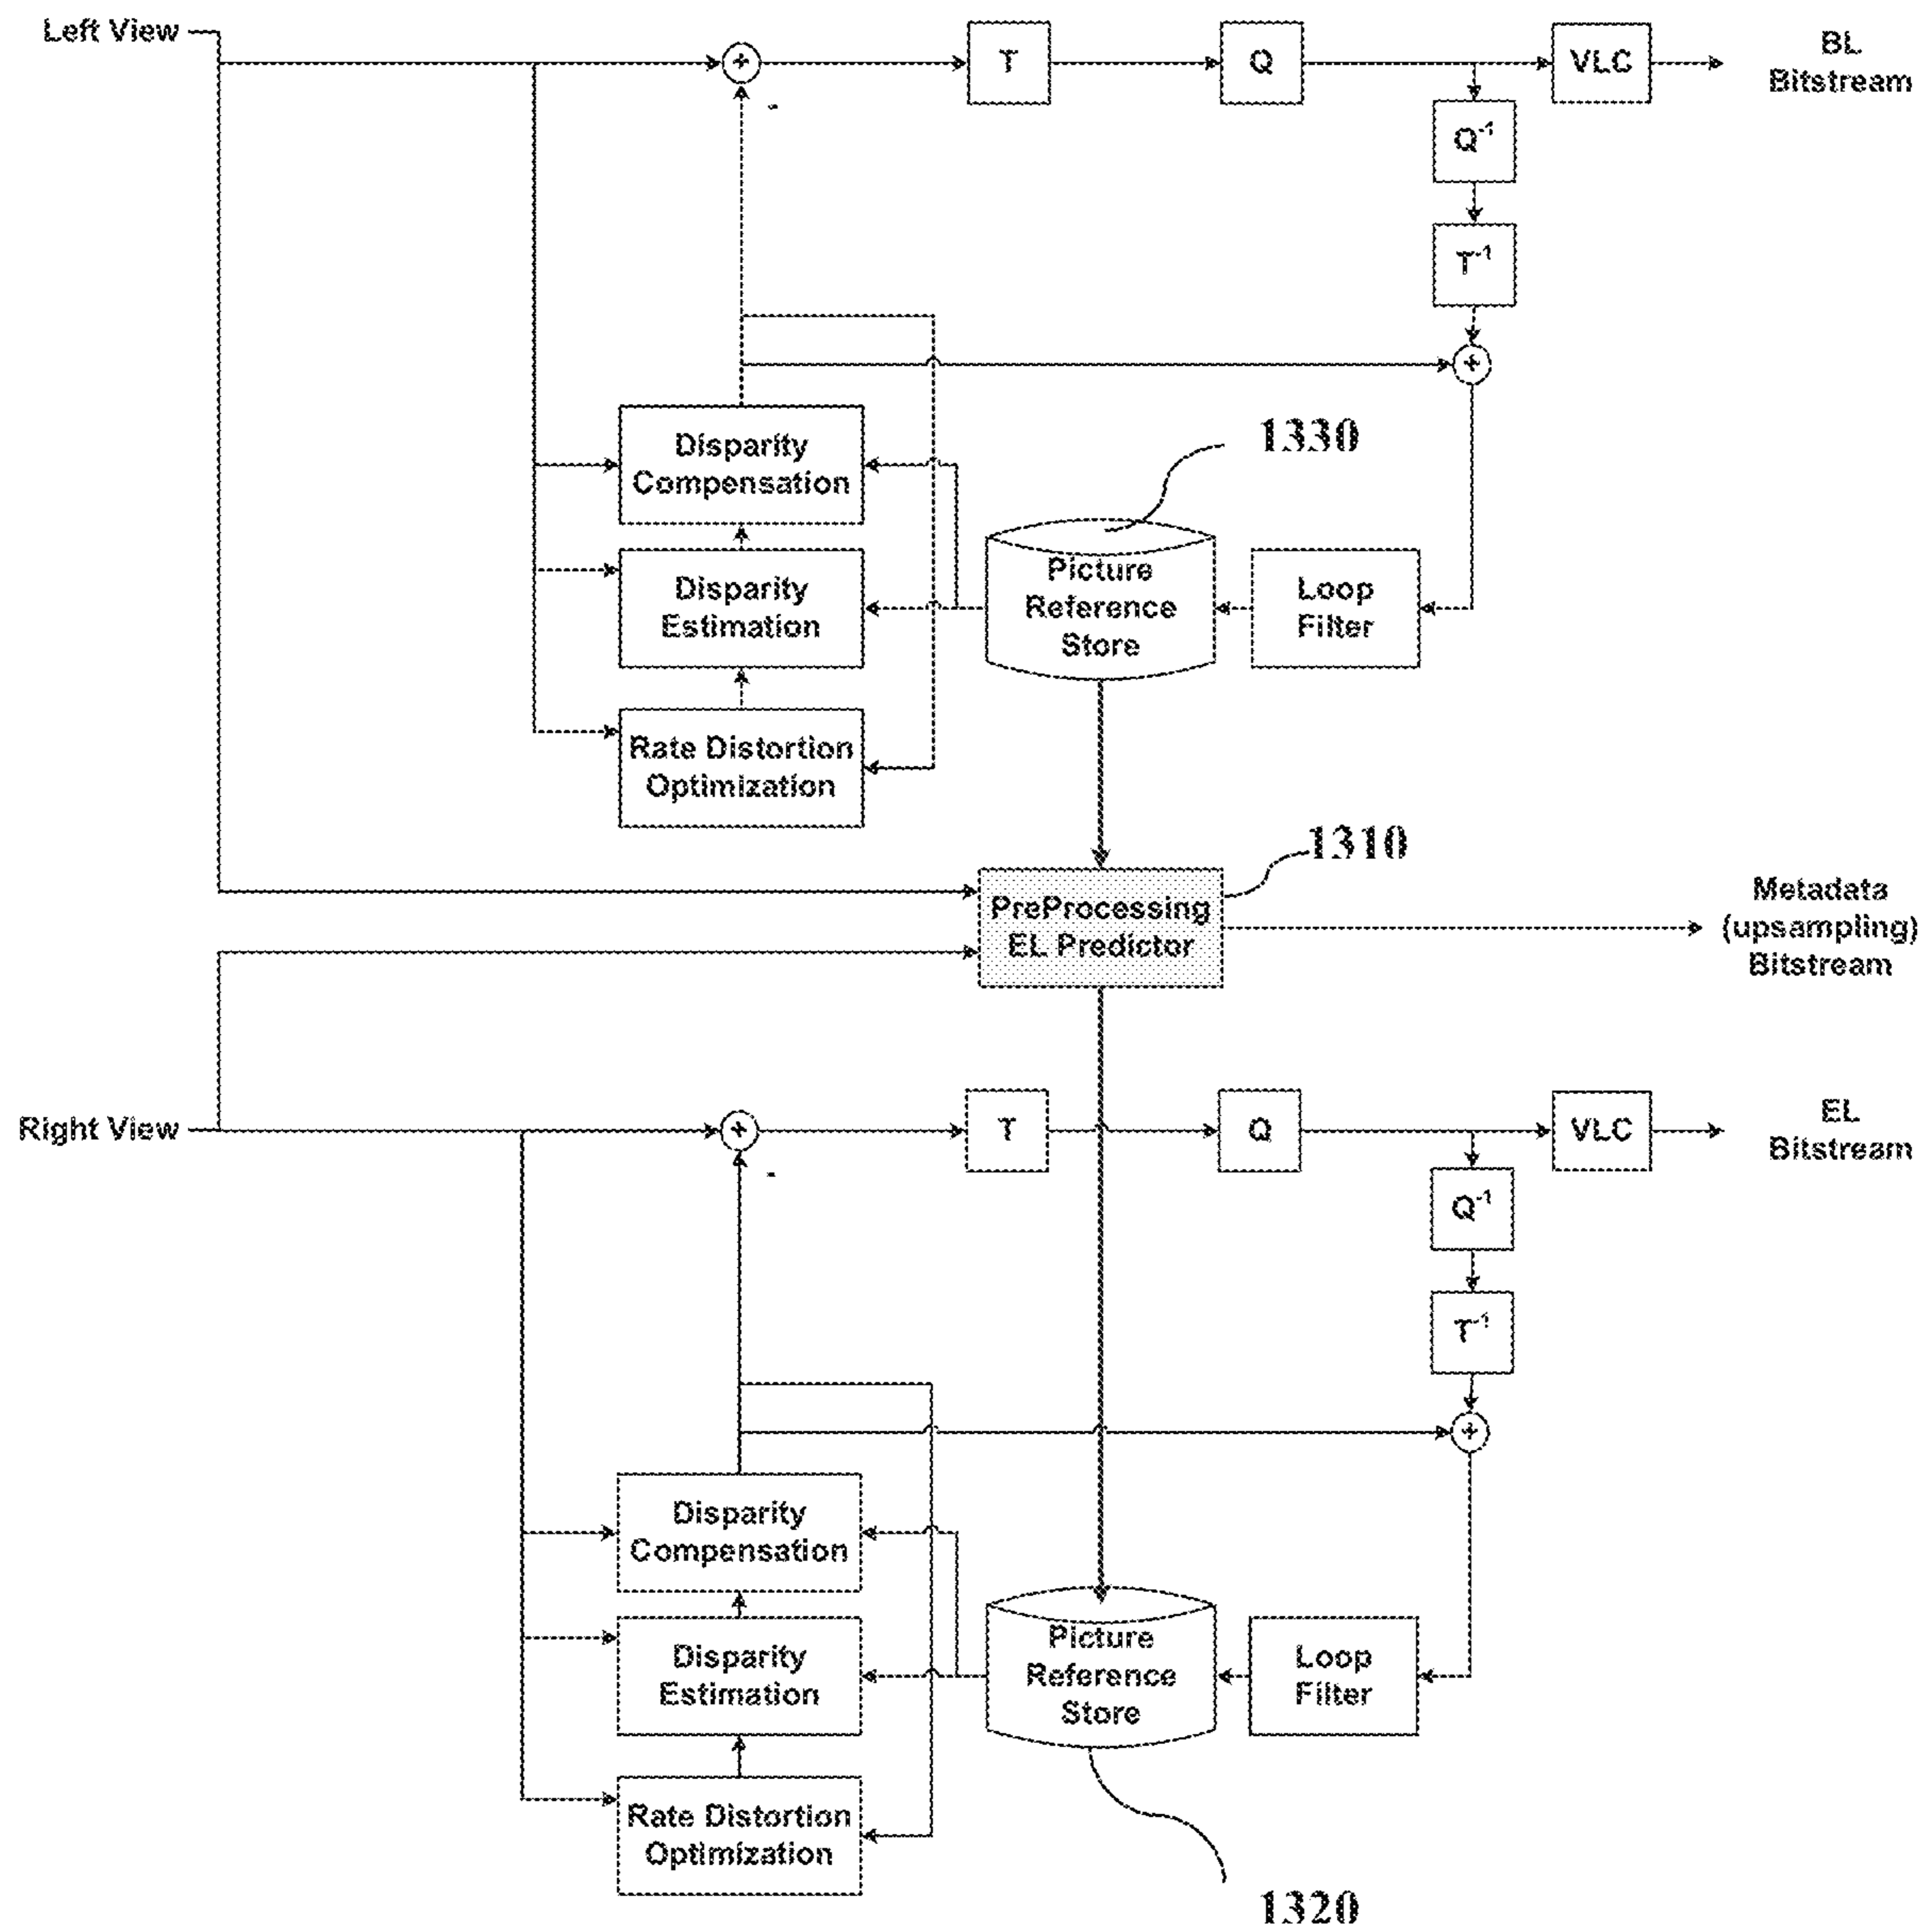 Left View
+
T
Q
VLC
BL
Bitstream
-
Q-1
T-1
+
Disparity
Compensation
1330
Disparity
Estimation
Picture
Reference
Store
Loop
Filter
Rate Distortion
Optimization
1310
PreProcessing
EL Predictor
Metadata
(upsampling)
Bitstream
Right View
+
T
Q
VLC
EL
Bitstream
-
Q-1
T-1
+
Disparity
Compensation
Disparity
Estimation
Picture
Reference
Store
Loop
Filter
Rate Distortion
Optimization
1320